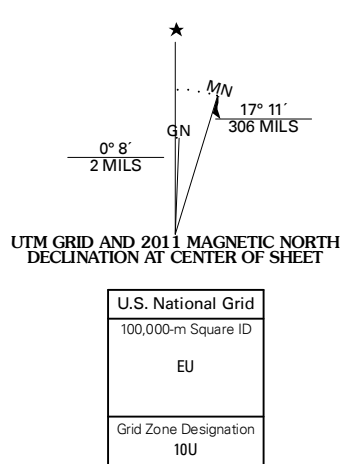 MN
GN
17° 11´
306 MILS
0° 8´
2 MILS
UTM GRID AND 2011 MAGNETIC NORTH
DECLINATION AT CENTER OF SHEET
U.S. National Grid
100,000-m Square ID
EU
Grid Zone Designation
10U